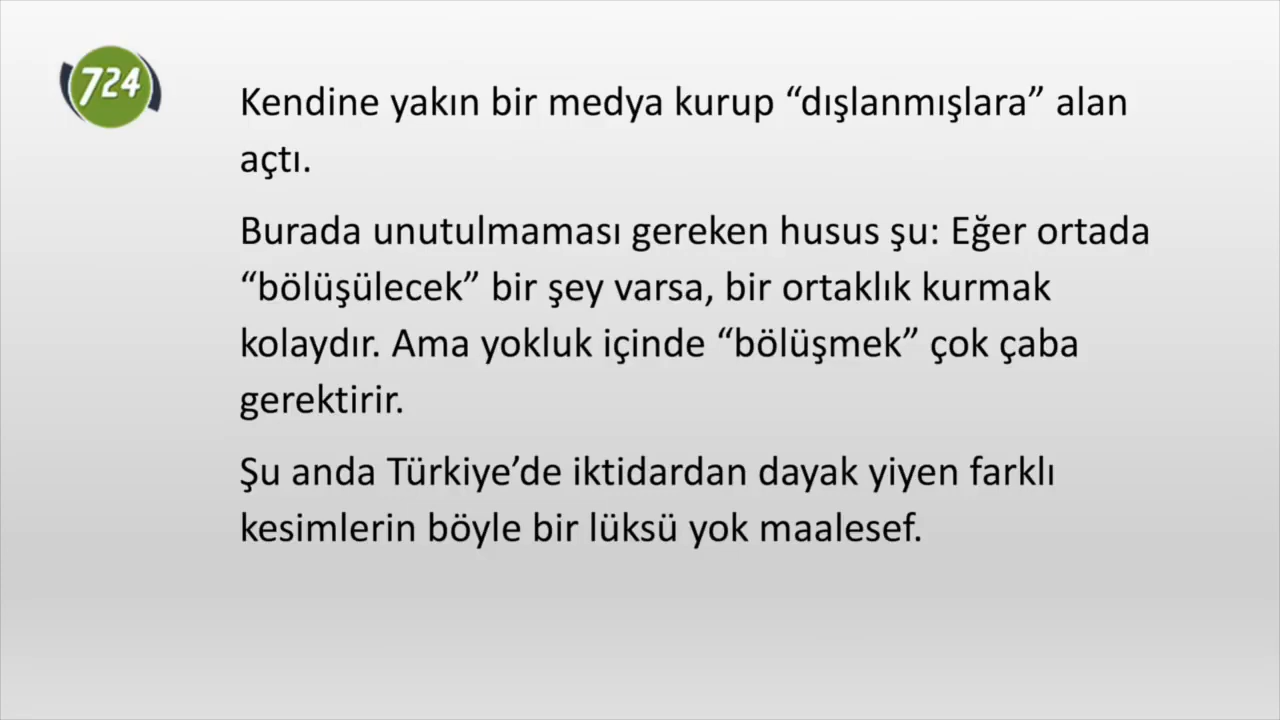 724
Kendine yakın bir medya kurup “dışlanmışlara” alan
açtı.
Burada unutulmaması gereken husus şu: Eğer ortada
“bölüşülecek” bir şey varsa, bir ortaklık kurmak
kolaydır. Ama yokluk içinde “bölüşmek” çok çaba
gerektirir.
Şu anda Türkiye’de iktidardan dayak yiyen farklı
kesimlerin böyle bir lüksü yok maalesef.